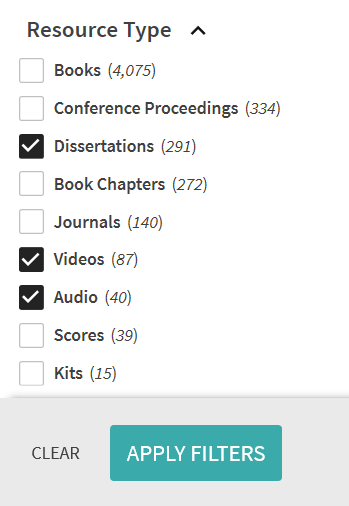 Resource Type
Books (4,075)
Conference Proceedings (334)
Dissertations (291)
Book Chapters (272)
Journals (140)
Videos (87)
Audio (40)
Scores (39)
Kits (15)
CLEAR APPLY FILTERS